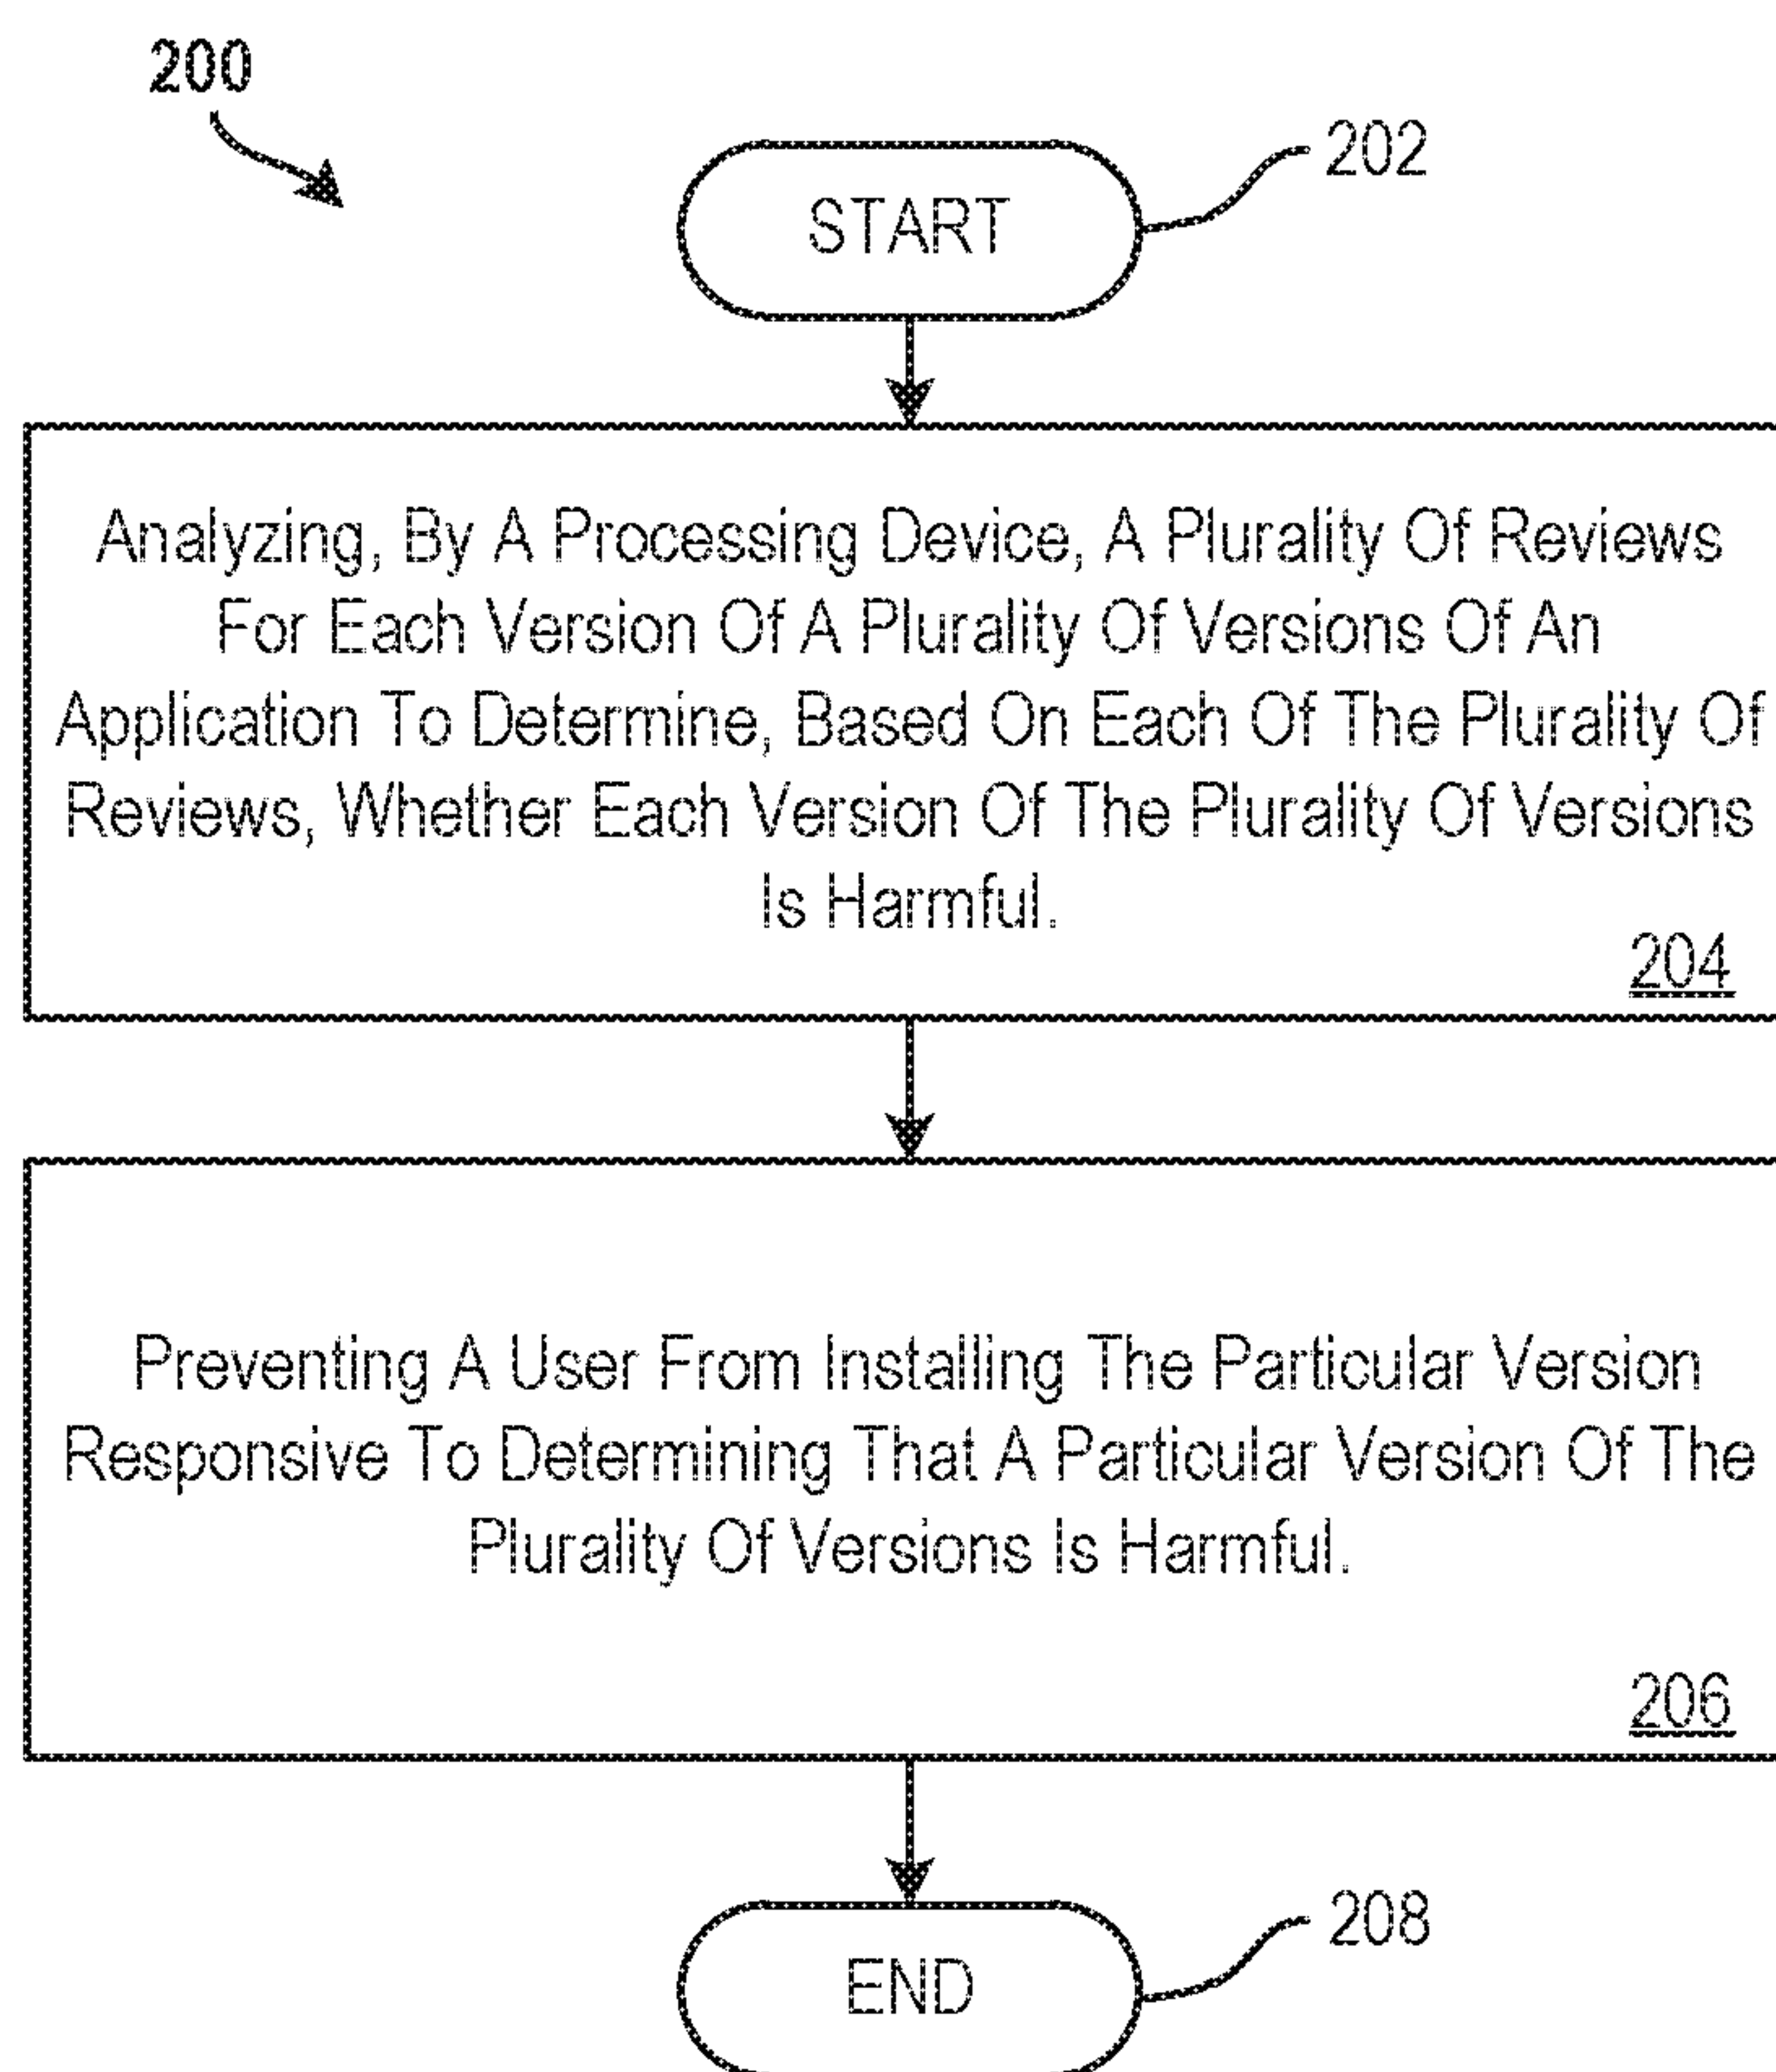 200
202
START
Analyzing, By A Processing Device, A Plurality Of Reviews
For Each Version Of A Plurality Of Versions Of An
Application To Determine, Based On Each Of The Plurality Of
Reviews, Whether Each Version Of The Plurality Of Versions
Is Harmful.
204
Preventing A User From Installing The Particular Version
Responsive To Determining That A Particular Version Of The
Plurality Of Versions Is Harmful.
206
208
END